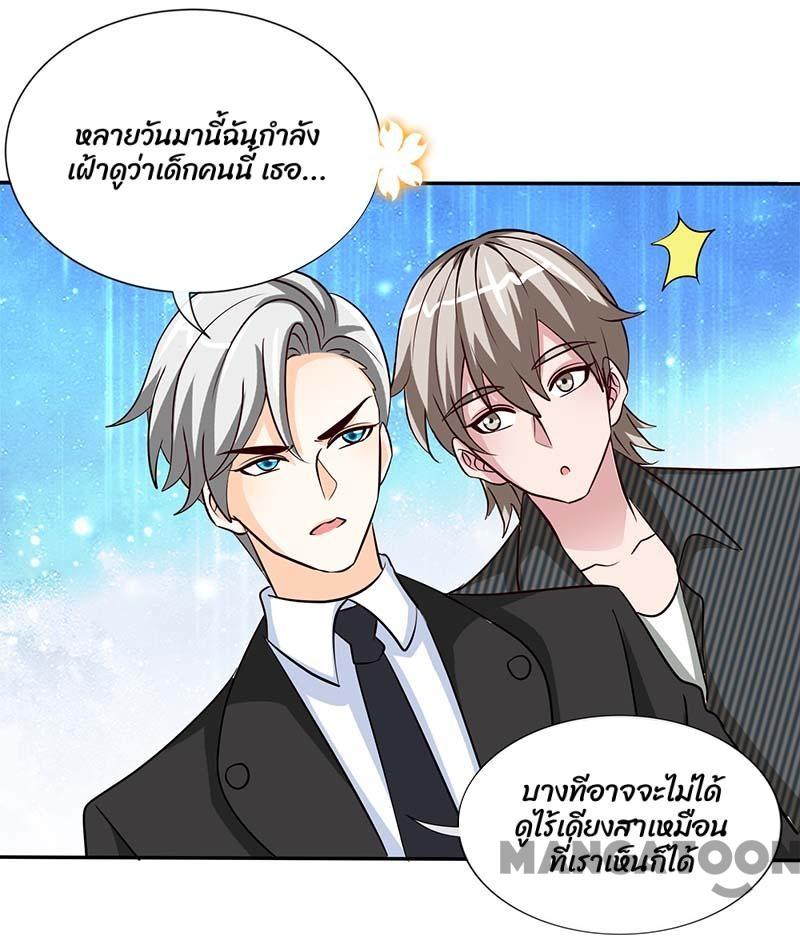 หลายวันมานี้ฉันกำลัง
เฝ้าดูว่าเด็กคนนี้ เธอ...
บางทีอาจจะไม่ได้
ดูไร้เดียงสาเหมือน
ที่เราเห็นก็ได้
MANGATOON